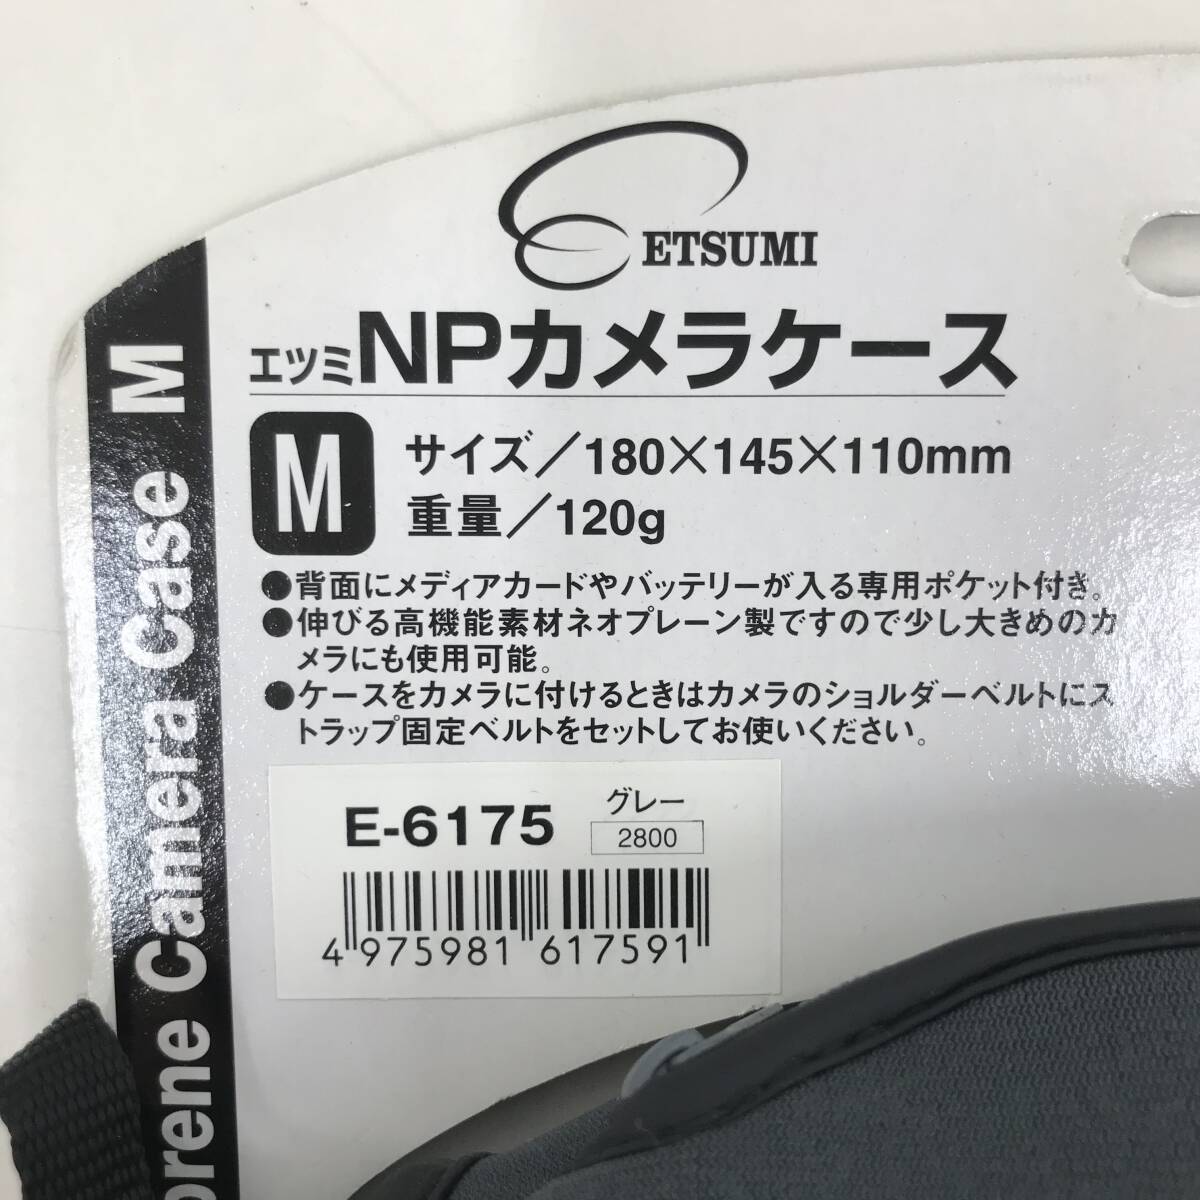 ETSUMI
エツミNPカメラケース
M
サイズ/180×145×110mm
重量/120g
●背面にメディアカードやバッテリーが入る専用ポケット付き。
●伸びる高機能素材ネオプレーン製ですので少し大きめのカ
メラにも使用可能。
●ケースをカメラに付けるときはカメラのショルダーベルトにス
トラップ固定ベルトをセットしてお使いください。
E-6175
グレー
2800
4 975981 617591
prene Camera Case M